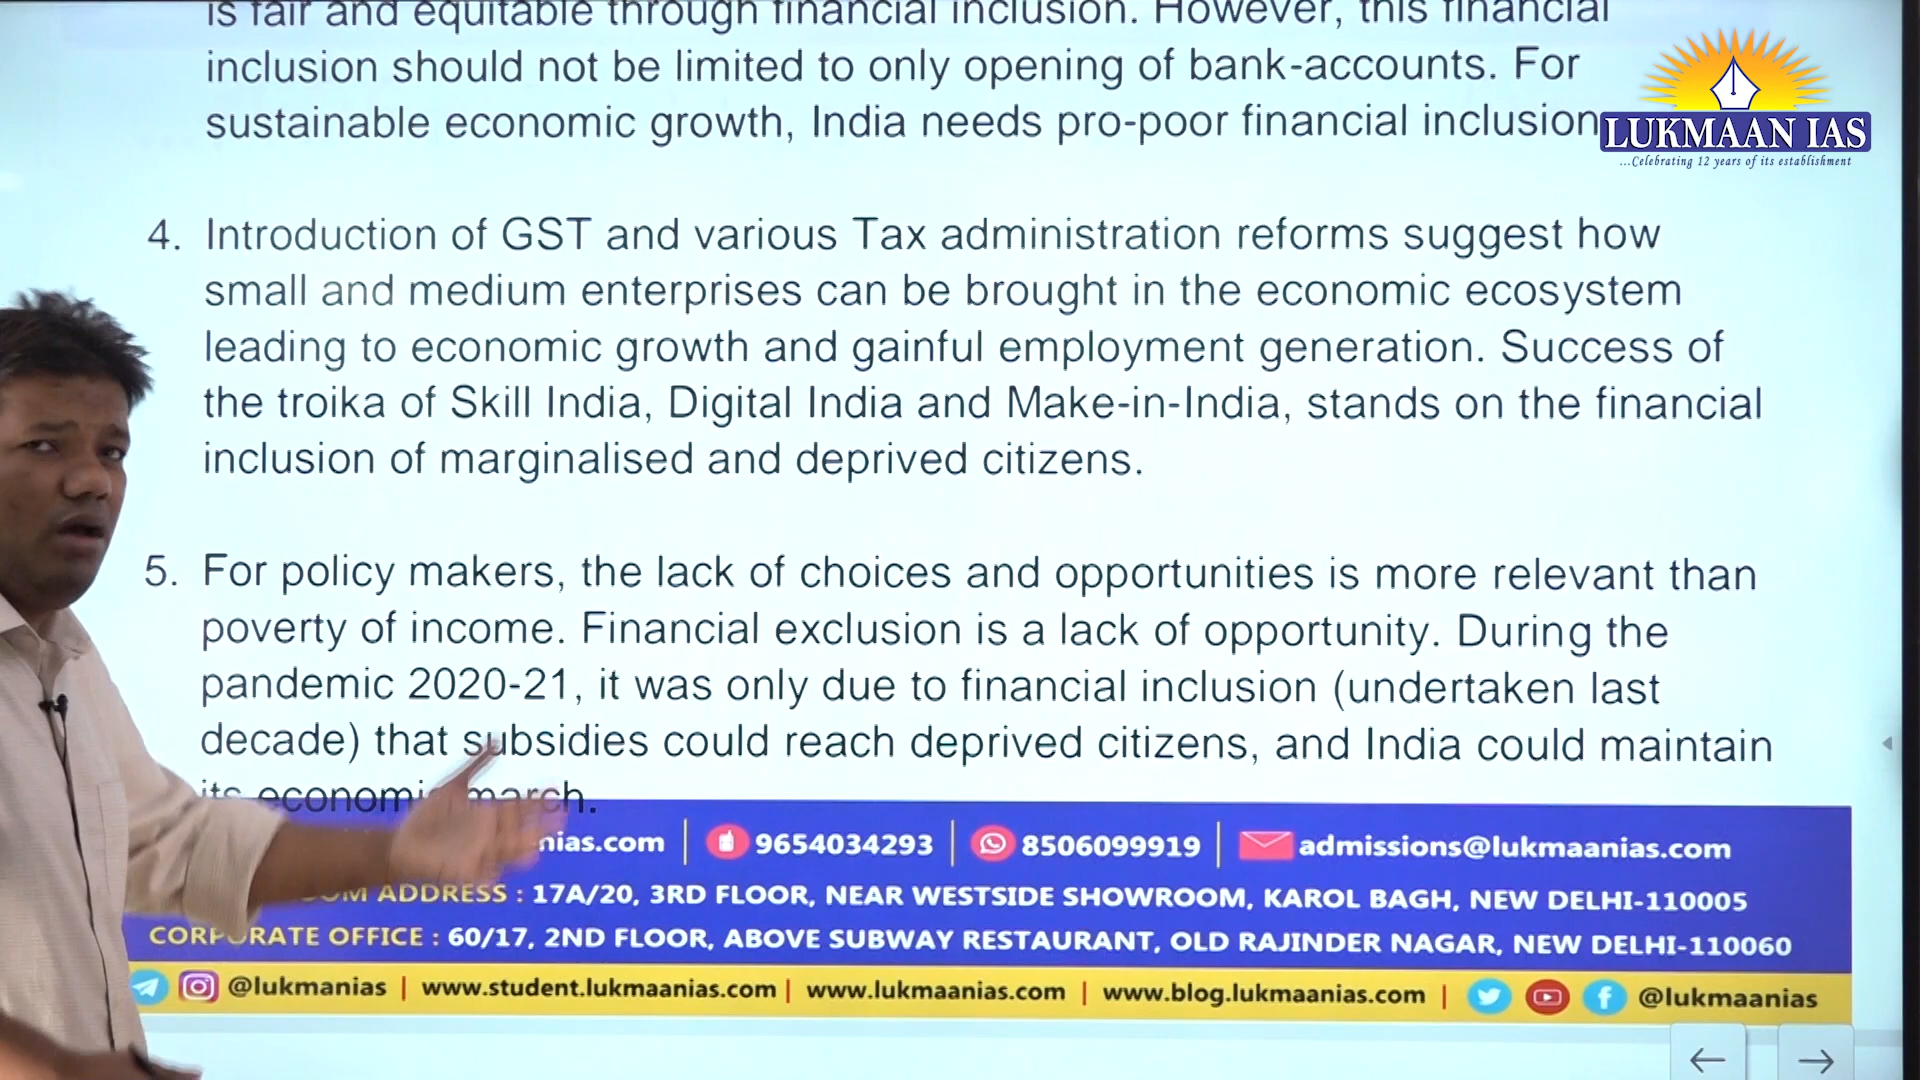 is fair and equitable through financial inclusion. However, this financial
inclusion should not be limited to only opening of bank-accounts. For
sustainable economic growth, India needs pro-poor financial inclusion
LUKMAAN IAS
...Celebrating 12 years of its establishment
4. Introduction of GST and various Tax administration reforms suggest how
small and medium enterprises can be brought in the economic ecosystem
leading to economic growth and gainful employment generation. Success of
the troika of Skill India, Digital India and Make-in-India, stands on the financial
inclusion of marginalised and deprived citizens.
5. For policy makers, the lack of choices and opportunities is more relevant than
poverty of income. Financial exclusion is a lack of opportunity. During the
pandemic 2020-21, it was only due to financial inclusion (undertaken last
decade) that subsidies could reach deprived citizens, and India could maintain
its economic march.
nias.com | 9654034293 | 8506099919 | admissions@lukmaanias.com
ADDRESS : 17A/20, 3RD FLOOR, NEAR WESTSIDE SHOWROOM, KAROL BAGH, NEW DELHI-110005
CORPORATE OFFICE : 60/17, 2ND FLOOR, ABOVE SUBWAY RESTAURANT, OLD RAJINDER NAGAR, NEW DELHI-110060
@lukmanias | www.student.lukmaanias.com | www.lukmaanias.com | www.blog.lukmaanias.com | @lukmaanias